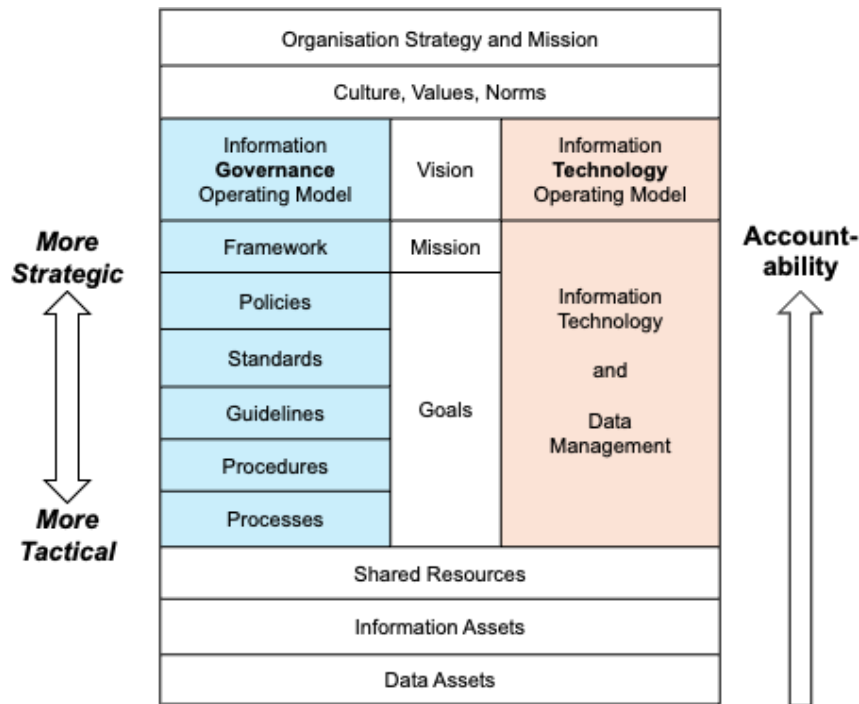 Organisation Strategy and Mission
Culture, Values, Norms
Information
Governance
Operating Model
Vision
Information
Technology
Operating Model
More
Strategic
Framework
Mission
Account-
ability
Policies
Standards
Guidelines
Procedures
Processes
Goals
Information
Technology
and
Data
Management
More
Tactical
Shared Resources
Information Assets
Data Assets